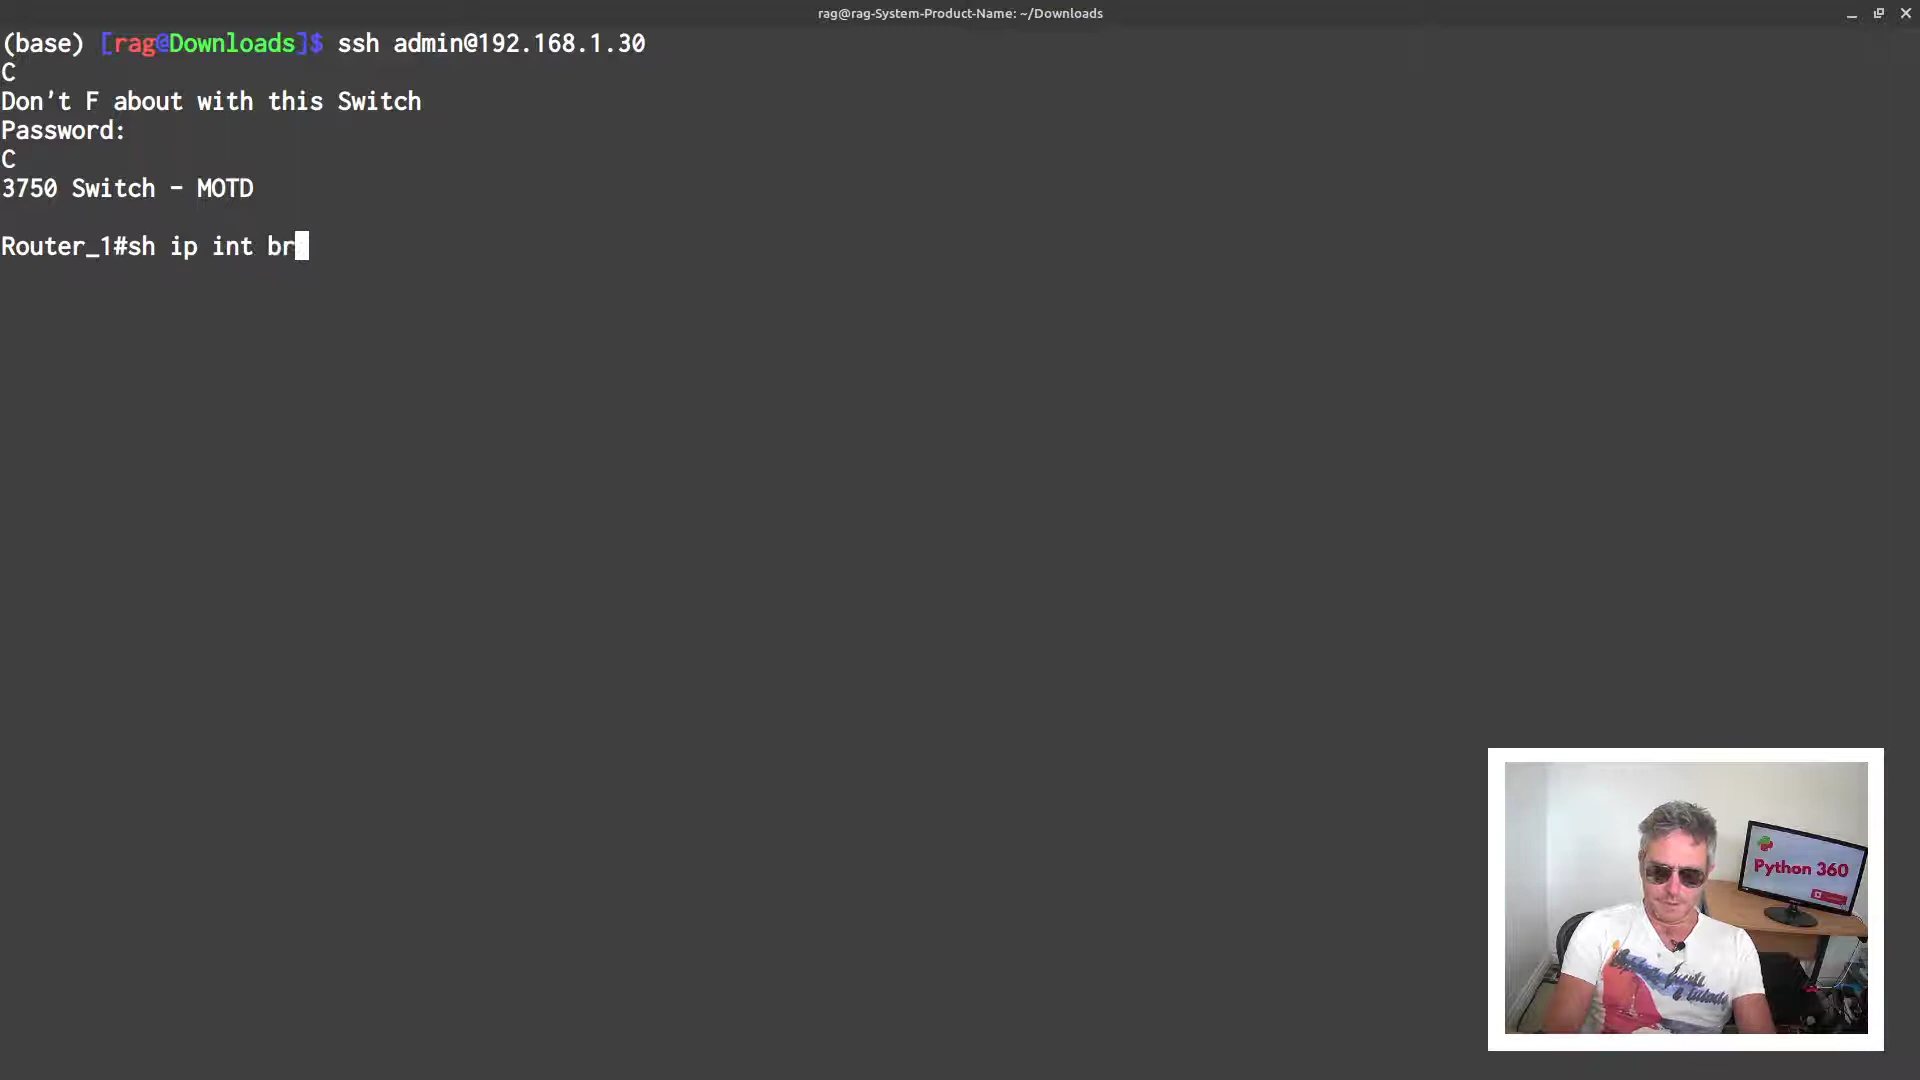 rag@rag-System-Product-Name: ~/Downloads
(base) [rag@Downloads]$ ssh admin@192.168.1.30
C
Don't F about with this Switch
Password:
C
3750 Switch - MOTD
Router_1#sh ip int br
Python 360